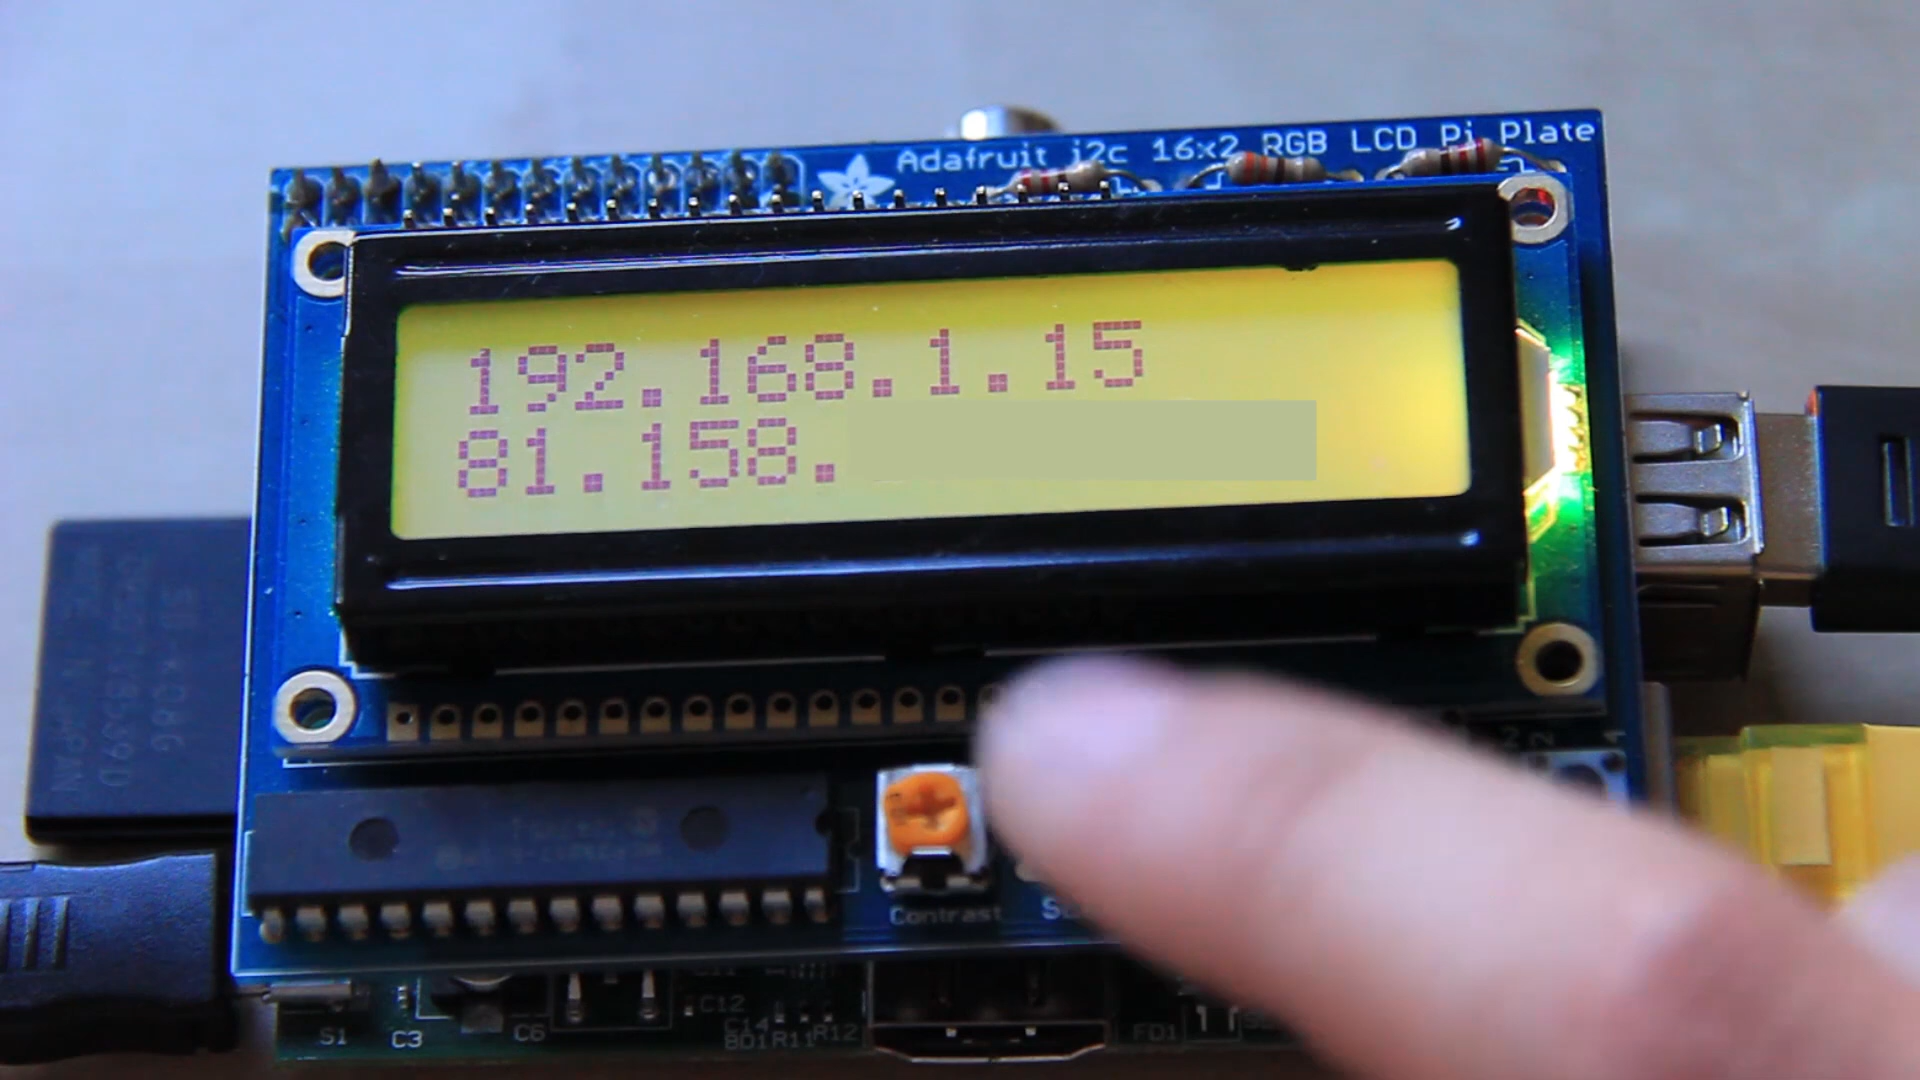 Adafruit i2c 16x2 RGB LCD Pi Plate
192.168.1.15
81.158.
Contrast
S1
C3
C6
C12
C14
BD1
R11
R12
FD1